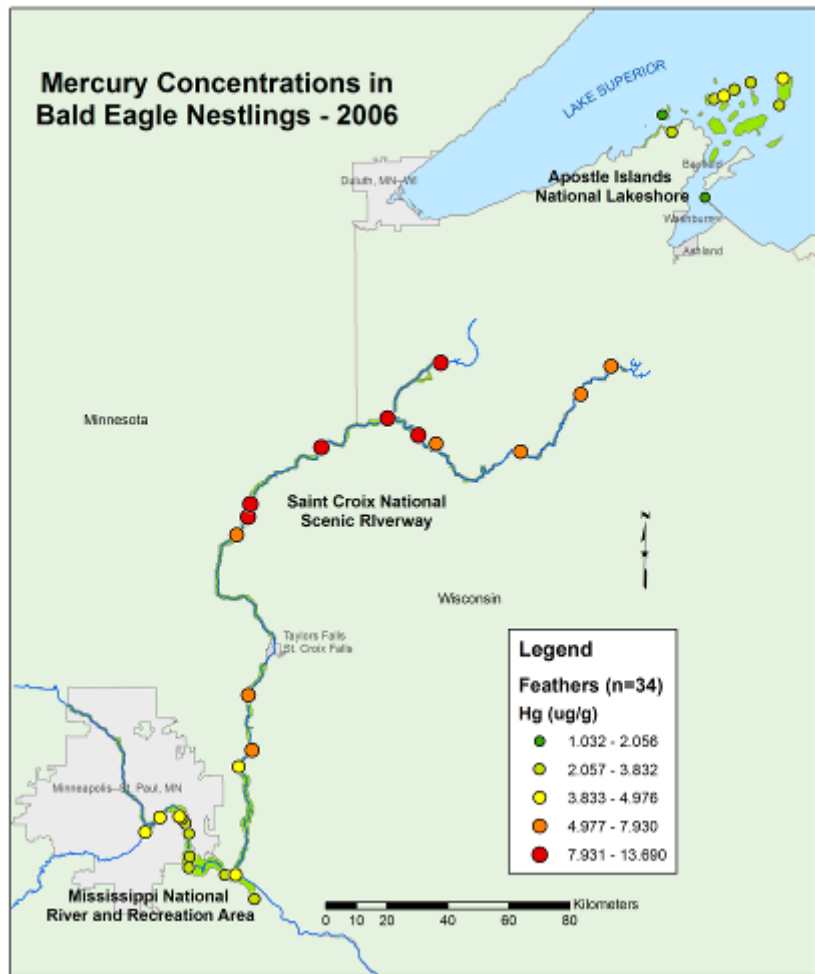 Mercury Concentrations in
Bald Eagle Nestlings - 2006
LAKE SUPERIOR
Duluth, MN--WI
Bayfield
Apostle Islands
National Lakeshore
Washburn
Ashland
Minnesota
Saint Croix National
Scenic RIverway
Wisconsin
Taylors Falls
St. Croix Falls
Minneapolis--St. Paul, MN
Mississippi National
River and Recreation Area
N
Legend
Feathers (n=34)
Hg (ug/g)
1.032 - 2.056
2.057 - 3.832
3.833 - 4.976
4.977 - 7.930
7.931 - 13.690
Kilometers
0 10 20 40 60 80